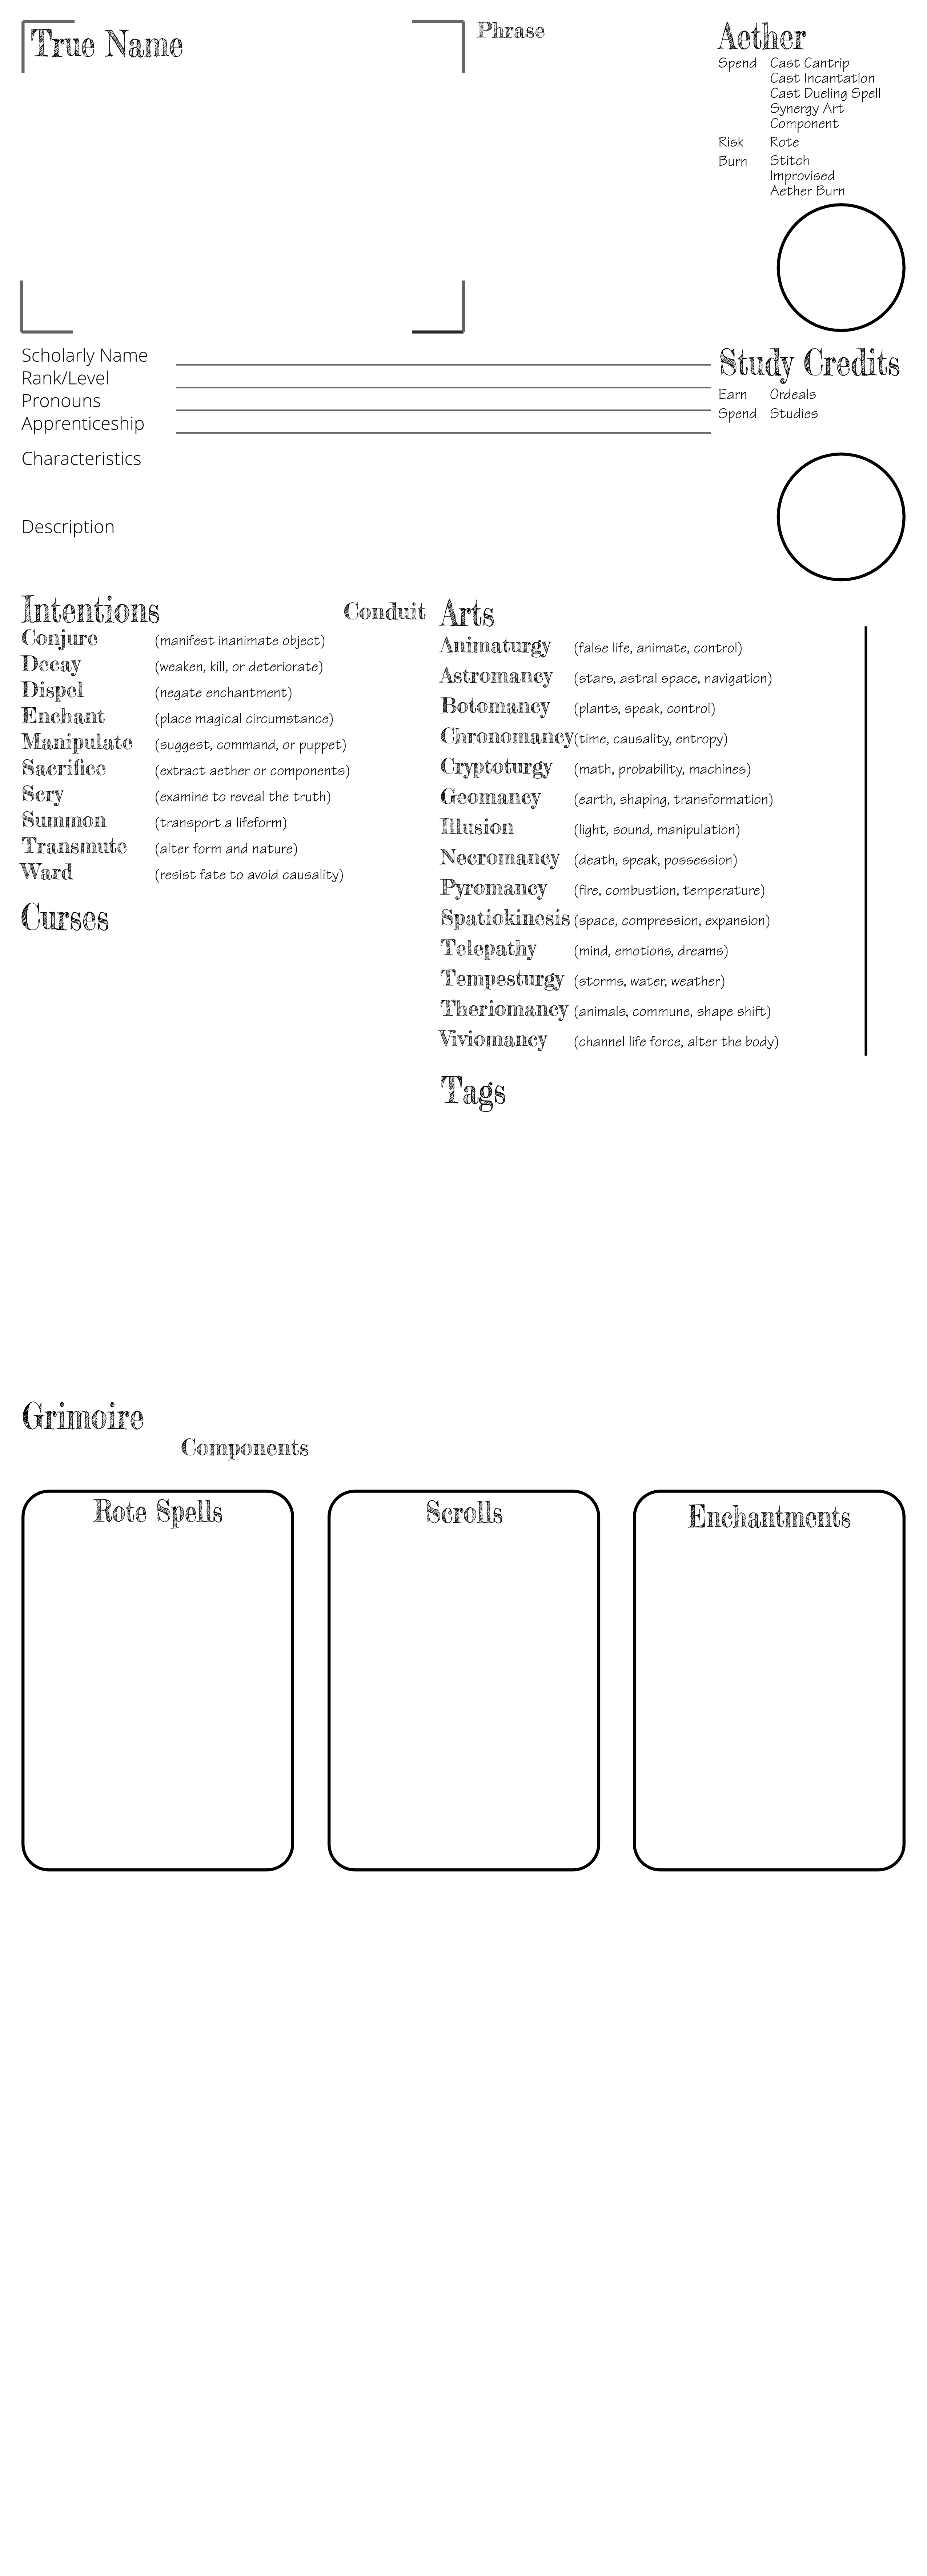 True Name
Phrase
Aether
Spend Cast Cantrip
Cast Incantation
Cast Dueling Spell
Synergy Art
Component
Risk Rote
Burn Stitch
Improvised
Aether Burn
Scholarly Name
Rank/Level
Pronouns
Apprenticeship
Characteristics
Description
Study Credits
Earn Ordeals
Spend Studies
Intentions Conduit
Conjure (manifest inanimate object)
Decay (weaken, kill, or deteriorate)
Dispel (negate enchantment)
Enchant (place magical circumstance)
Manipulate (suggest, command, or puppet)
Sacrifice (extract aether or components)
Scry (examine to reveal the truth)
Summon (transport a lifeform)
Transmute (alter form and nature)
Ward (resist fate to avoid causality)
Curses
Arts
Animaturgy (false life, animate, control)
Astromancy (stars, astral space, navigation)
Botomancy (plants, speak, control)
Chronomancy (time, causality, entropy)
Cryptoturgy (math, probability, machines)
Geomancy (earth, shaping, transformation)
Illusion (light, sound, manipulation)
Necromancy (death, speak, possession)
Pyromancy (fire, combustion, temperature)
Spatiokinesis (space, compression, expansion)
Telepathy (mind, emotions, dreams)
Tempesturgy (storms, water, weather)
Theriomancy (animals, commune, shape shift)
Viviomancy (channel life force, alter the body)
Tags
Grimoire
Components
Rote Spells
Scrolls
Enchantments